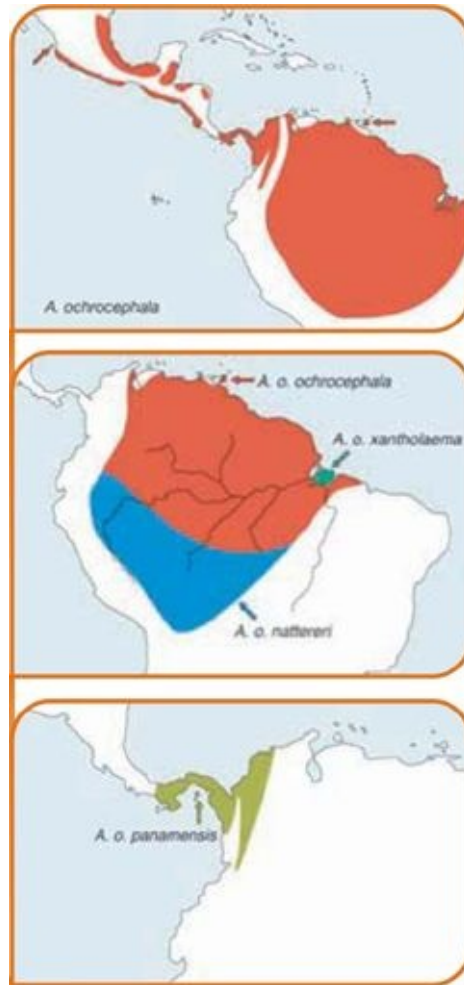 A. ochrocephala
A. o. ochrocephala
A. o. xantholaema
A. o. nattereri
A. o. panamensis